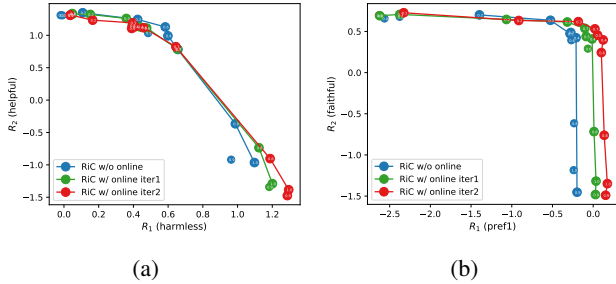 1.0
0.5
0.0
−0.5
−1.0
−1.5
R2 (helpful)
RiC w/o online
RiC w/ online iter1
RiC w/ online iter2
0.0 0.2 0.4 0.6 0.8 1.0 1.2
R1 (harmless)
(a)
0.5
0.0
−0.5
−1.0
−1.5
R2 (faithful)
RiC w/o online
RiC w/ online iter1
RiC w/ online iter2
−2.5 −2.0 −1.5 −1.0 −0.5 0.0
R1 (pref1)
(b)